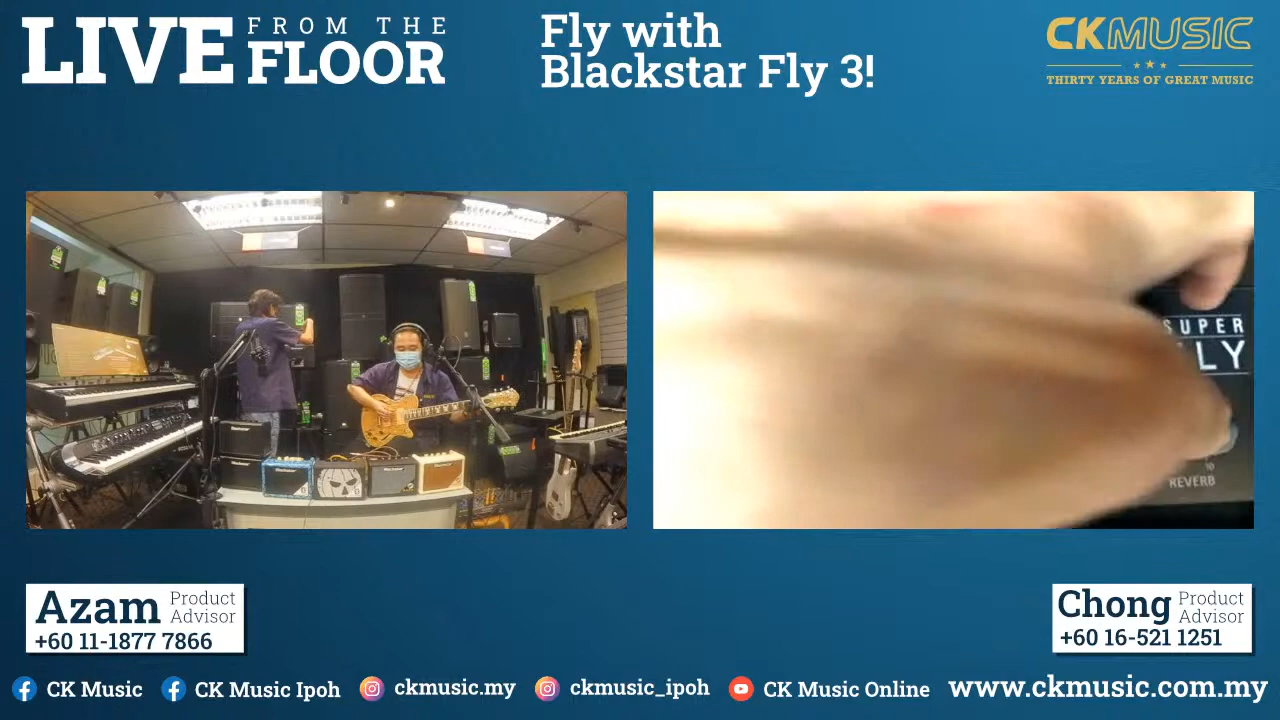 LIVE FROM THE
FLOOR
Fly with
Blackstar Fly 3!
CKMUSIC
THIRTY YEARS OF GREAT MUSIC
SUPER
LY
10
REVERB
Azam Product
Advisor
+60 11-1877 7866
Chong Product
Advisor
+60 16-521 1251
CK Music
CK Music Ipoh
ckmusic.my
ckmusic_ipoh
CK Music Online
www.ckmusic.com.my